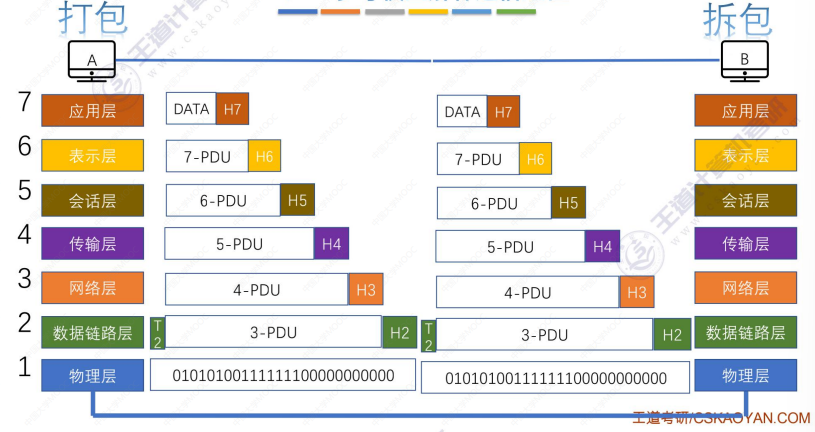 打包 拆包
A B
7 应用层 DATA H7 DATA H7 应用层
6 表示层 7-PDU H6 7-PDU H6 表示层
5 会话层 6-PDU H5 6-PDU H5 会话层
4 传输层 5-PDU H4 5-PDU H4 传输层
3 网络层 4-PDU H3 4-PDU H3 网络层
2 数据链路层 T2 3-PDU H2 T2 3-PDU H2 数据链路层
1 物理层 01010100111111100000000000 010101001111111100000000000 物理层
王道考研/CSKAOYAN.COM